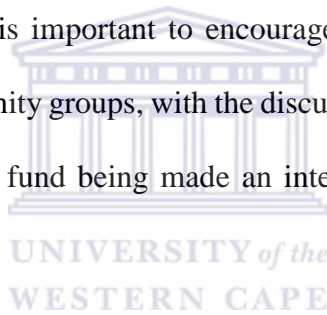 is important to encourage
nity groups, with the discu
fund being made an inte
UNIVERSITY of the
WESTERN CAPE